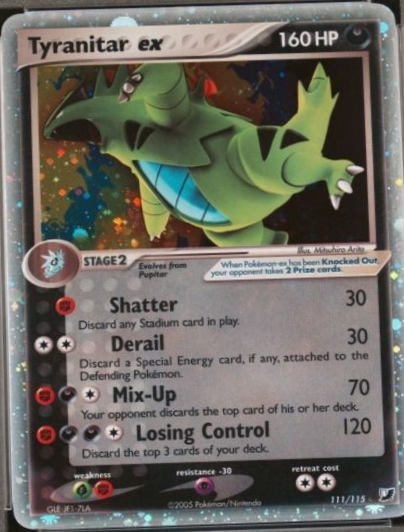 Tyranitar ex 160 HP
Illus. Mitsuhiro Arita
STAGE2 Evolves from Pupitar
When Pokémon-ex has been Knocked Out,
your opponent takes 2 Prize cards.
Shatter 30
Discard any Stadium card in play.
Derail 30
Discard a Special Energy card, if any, attached to the
Defending Pokémon.
Mix-Up 70
Your opponent discards the top card of his or her deck.
Losing Control 120
Discard the top 3 cards of your deck.
weakness resistance -30 retreat cost
111/115
©2005 Pokémon/Nintendo